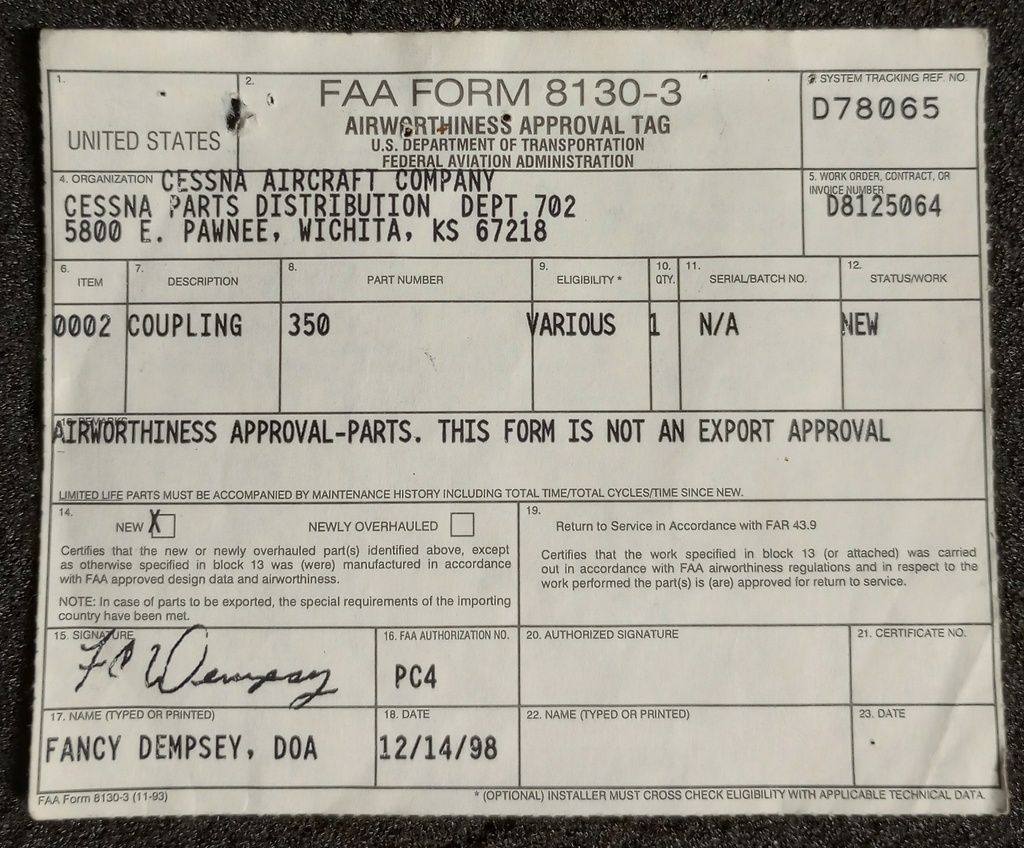 1.
UNITED STATES
2.
FAA FORM 8130-3
AIRWORTHINESS APPROVAL TAG
U.S. DEPARTMENT OF TRANSPORTATION
FEDERAL AVIATION ADMINISTRATION
3. SYSTEM TRACKING REF. NO.
D78065
4. ORGANIZATION CESSNA AIRCRAFT COMPANY
CESSNA PARTS DISTRIBUTION DEPT.702
5800 E. PAWNEE, WICHITA, KS 67218
5. WORK ORDER, CONTRACT, OR
INVOICE NUMBER
D8125064
6. ITEM
7. DESCRIPTION
8. PART NUMBER
9. ELIGIBILITY *
10. QTY.
11. SERIAL/BATCH NO.
12. STATUS/WORK
0002 COUPLING 350 VARIOUS 1 N/A NEW
13. REMARKS
AIRWORTHINESS APPROVAL-PARTS. THIS FORM IS NOT AN EXPORT APPROVAL
LIMITED LIFE PARTS MUST BE ACCOMPANIED BY MAINTENANCE HISTORY INCLUDING TOTAL TIME/TOTAL CYCLES/TIME SINCE NEW.
14.
NEW X NEWLY OVERHAULED
Certifies that the new or newly overhauled part(s) identified above, except
as otherwise specified in block 13 was (were) manufactured in accordance
with FAA approved design data and airworthiness.
NOTE: In case of parts to be exported, the special requirements of the importing
country have been met.
19.
Return to Service in Accordance with FAR 43.9
Certifies that the work specified in block 13 (or attached) was carried
out in accordance with FAA airworthiness regulations and in respect to the
work performed the part(s) is (are) approved for return to service.
15. SIGNATURE
FC Dempsey
16. FAA AUTHORIZATION NO.
PC4
20. AUTHORIZED SIGNATURE
21. CERTIFICATE NO.
17. NAME (TYPED OR PRINTED)
FANCY DEMPSEY, DOA
18. DATE
12/14/98
22. NAME (TYPED OR PRINTED)
23. DATE
FAA Form 8130-3 (11-93)
* (OPTIONAL) INSTALLER MUST CROSS CHECK ELIGIBILITY WITH APPLICABLE TECHNICAL DATA.